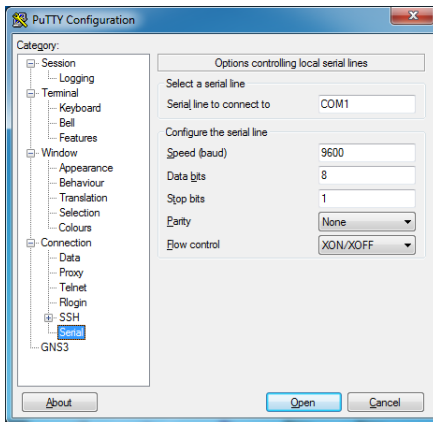 PuTTY Configuration
Category:
Session
Logging
Terminal
Keyboard
Bell
Features
Window
Appearance
Behaviour
Translation
Selection
Colours
Connection
Data
Proxy
Telnet
Rlogin
SSH
Serial
GNS3
Options controlling local serial lines
Select a serial line
Serial line to connect to COM1
Configure the serial line
Speed (baud) 9600
Data bits 8
Stop bits 1
Parity None
Flow control XON/XOFF
About Open Cancel